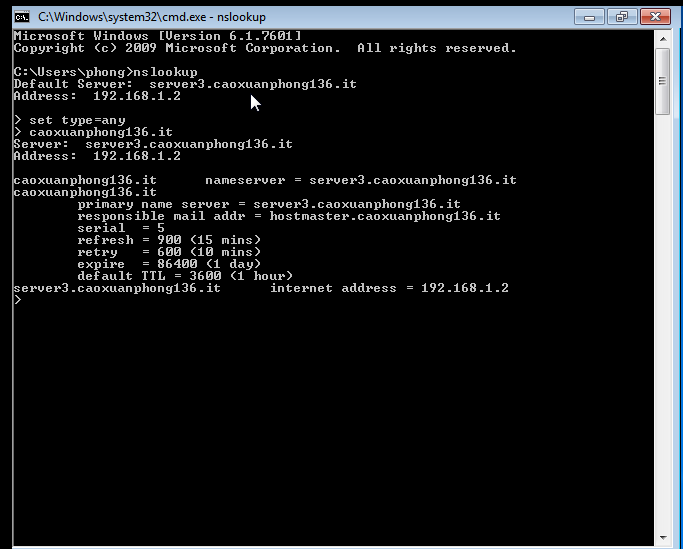 C:\Windows\system32\cmd.exe - nslookup
Microsoft Windows [Version 6.1.7601]
Copyright (c) 2009 Microsoft Corporation.  All rights reserved.
C:\Users\phong>nslookup
Default Server:  server3.caoxuanphong136.it
Address:  192.168.1.2
> set type=any
> caoxuanphong136.it
Server:  server3.caoxuanphong136.it
Address:  192.168.1.2
caoxuanphong136.it      nameserver = server3.caoxuanphong136.it
caoxuanphong136.it
        primary name server = server3.caoxuanphong136.it
        responsible mail addr = hostmaster.caoxuanphong136.it
        serial  = 5
        refresh = 900 (15 mins)
        retry   = 600 (10 mins)
        expire  = 86400 (1 day)
        default TTL = 3600 (1 hour)
server3.caoxuanphong136.it      internet address = 192.168.1.2
>